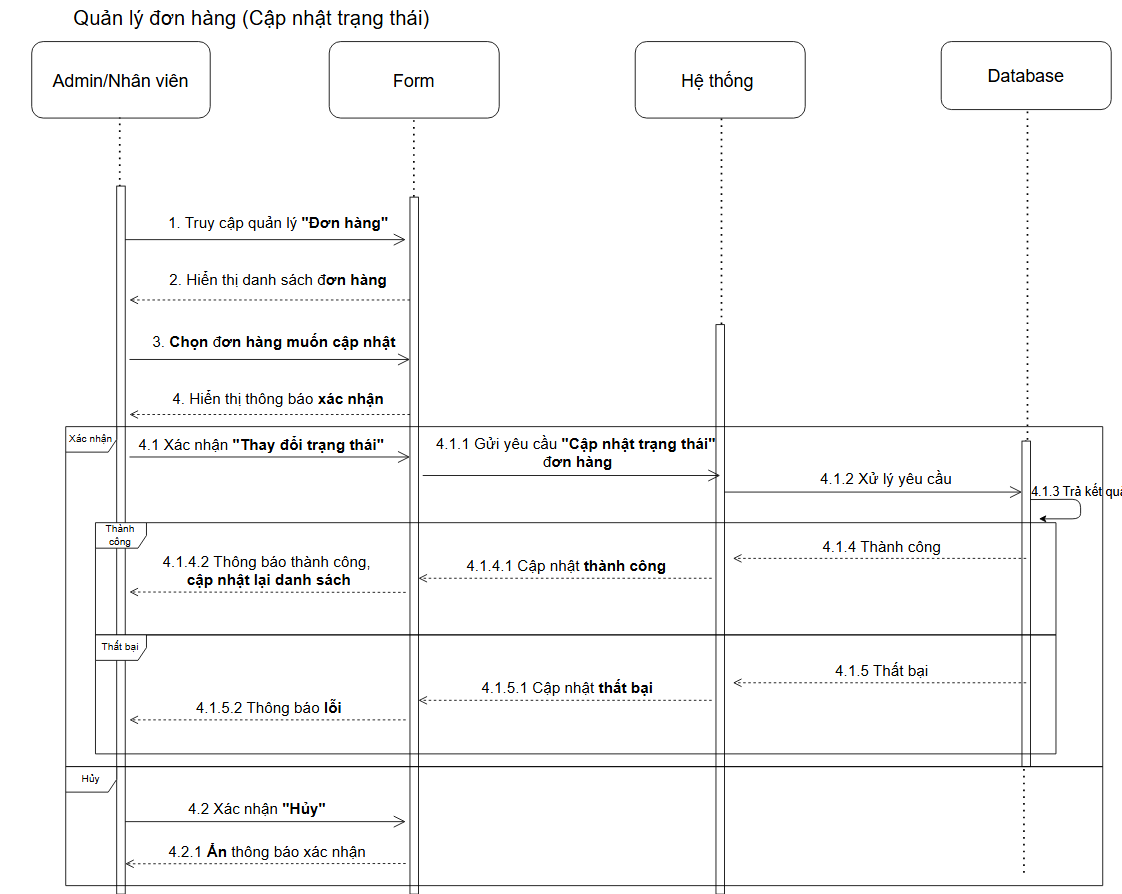 Quản lý đơn hàng (Cập nhật trạng thái)
Admin/Nhân viên
Form
Hệ thống
Database
1. Truy cập quản lý "Đơn hàng"
2. Hiển thị danh sách đơn hàng
3. Chọn đơn hàng muốn cập nhật
4. Hiển thị thông báo xác nhận
Xác nhận
4.1 Xác nhận "Thay đổi trạng thái"
4.1.1 Gửi yêu cầu "Cập nhật trạng thái"
đơn hàng
4.1.2 Xử lý yêu cầu
4.1.3 Trả kết quả
Thành
công
4.1.4 Thành công
4.1.4.1 Cập nhật thành công
4.1.4.2 Thông báo thành công,
cập nhật lại danh sách
Thất bại
4.1.5 Thất bại
4.1.5.1 Cập nhật thất bại
4.1.5.2 Thông báo lỗi
Hủy
4.2 Xác nhận "Hủy"
4.2.1 Ẩn thông báo xác nhận